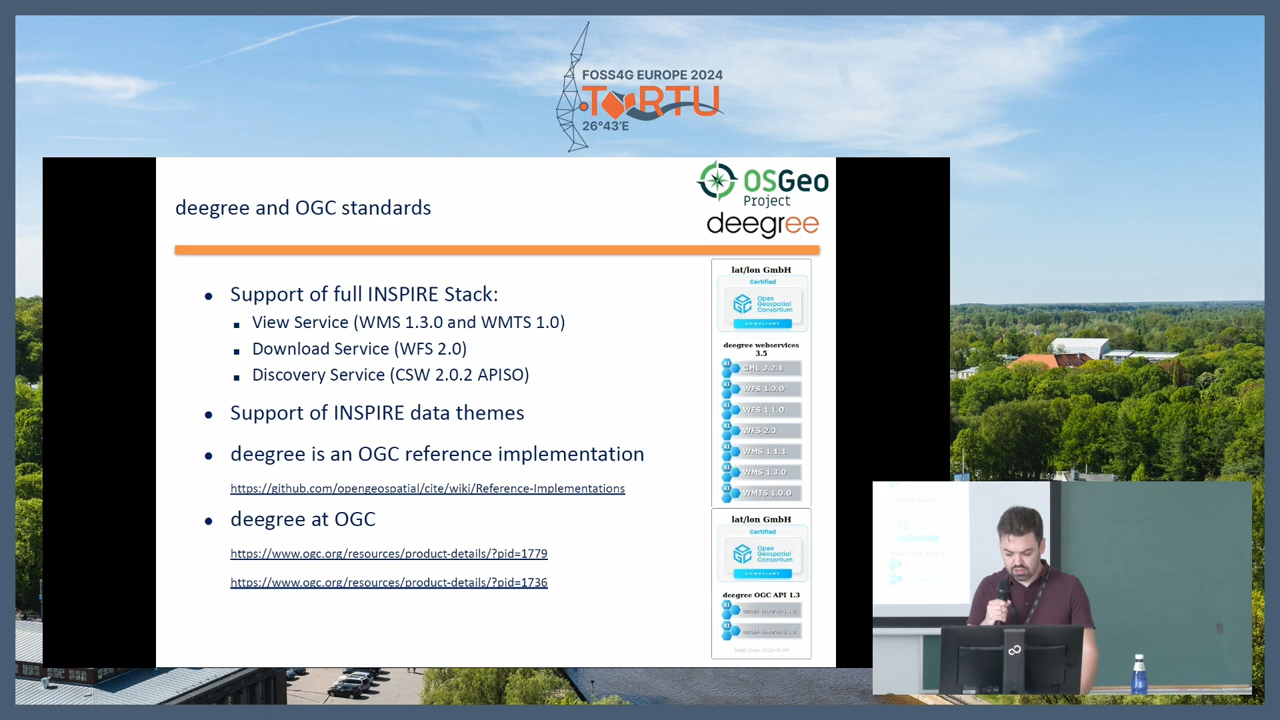 FOSS4G EUROPE 2024
TORTU
26°43'E
OSGeo
Project
deegree
deegree and OGC standards
Support of full INSPIRE Stack:
View Service (WMS 1.3.0 and WMTS 1.0)
Download Service (WFS 2.0)
Discovery Service (CSW 2.0.2 APISO)
Support of INSPIRE data themes
deegree is an OGC reference implementation
https://github.com/opengeospatial/cite/wiki/Reference-Implementations
deegree at OGC
https://www.ogc.org/resources/product-details/?pid=1779
https://www.ogc.org/resources/product-details/?pid=1736
lat/lon GmbH
Certified
Open
Geospatial
Consortium
COMPLIANT
deegree webservices
3.5
GML 3.2.1
WFS 1.0.0
WFS 1.1.0
WFS 2.0
WMS 1.1.1
WMS 1.3.0
WMTS 1.0.0
lat/lon GmbH
Certified
Open
Geospatial
Consortium
COMPLIANT
deegree OGC API 1.3